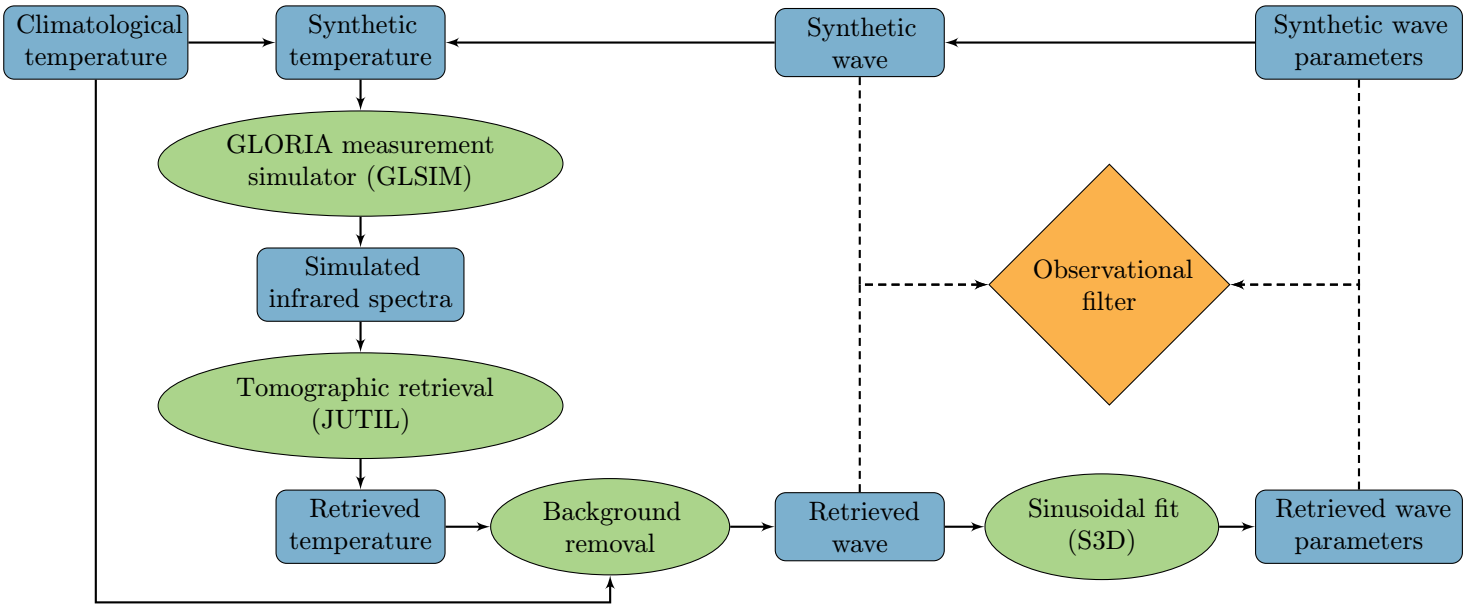 Climatological
temperature
Synthetic
temperature
Synthetic
wave
Synthetic wave
parameters
GLORIA measurement
simulator (GLSIM)
Simulated
infrared spectra
Observational
filter
Tomographic retrieval
(JUTIL)
Retrieved
temperature
Background
removal
Retrieved
wave
Sinusoidal fit
(S3D)
Retrieved wave
parameters